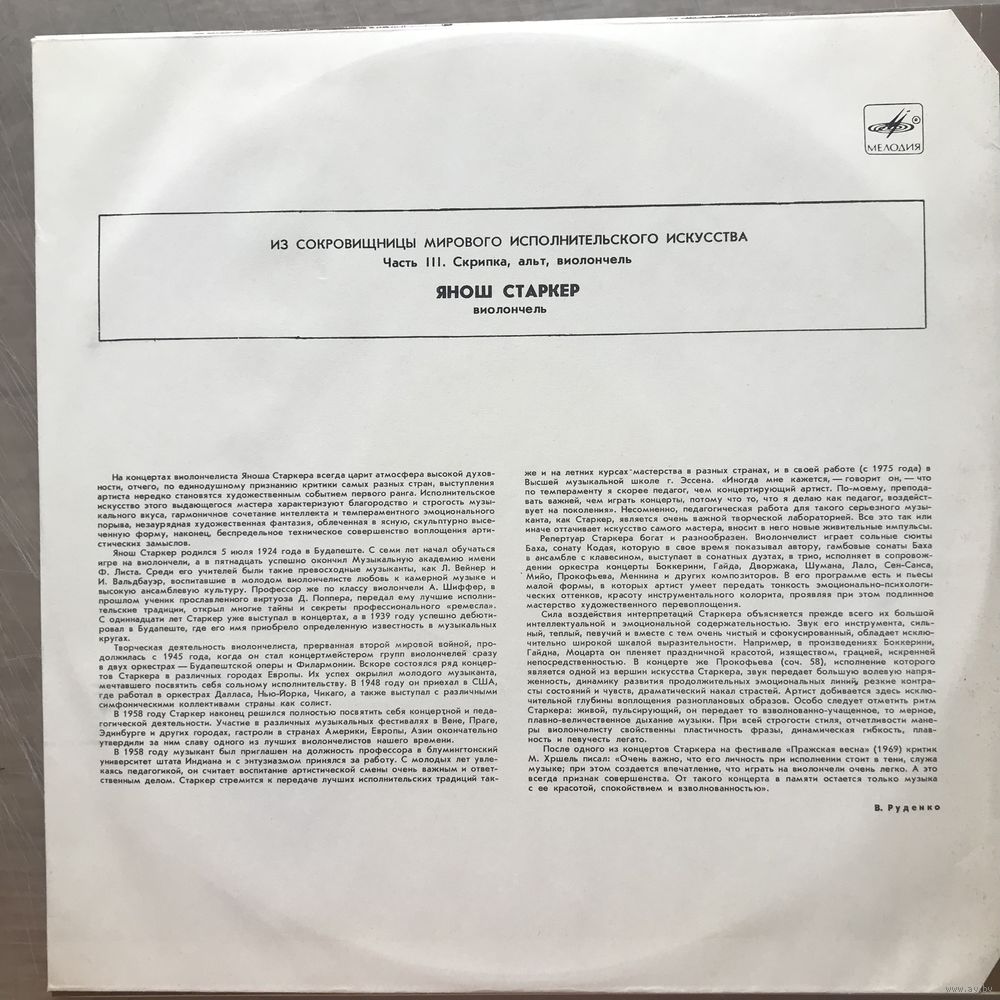 МЕЛОДИЯ
ИЗ СОКРОВИЩНИЦЫ МИРОВОГО ИСПОЛНИТЕЛЬСКОГО ИСКУССТВА
Часть III. Скрипка, альт, виолончель
ЯНОШ СТАРКЕР
виолончель
На концертах виолончелиста Яноша Старкера всегда царит атмосфера высокой духов-
ности, отчего, по единодушному признанию критики самых разных стран, выступления
артиста нередко становятся художественным событием первого ранга. Исполнительское
искусство этого выдающегося мастера характеризуют благородство и строгость музы-
кального вкуса, гармоничное сочетание интеллекта и темпераментного эмоционального
порыва, незаурядная художественная фантазия, облеченная в ясную, скульптурно высе-
ченную форму, наконец, беспредельное техническое совершенство воплощения арти-
стических замыслов.
Янош Старкер родился 5 июля 1924 года в Будапеште. С семи лет начал обучаться
игре на виолончели, а в пятнадцать успешно окончил Музыкальную академию имени
Ф. Листа. Среди его учителей были такие превосходные музыканты, как Л. Вейнер и
И. Вальдбауэр, воспитавшие в молодом виолончелисте любовь к камерной музыке и
высокую ансамблевую культуру. Профессор же по классу виолончели А. Шиффер, в
прошлом ученик прославленного виртуоза Д. Поппера, передал ему лучшие исполни-
тельские традиции, открыл многие тайны и секреты профессионального «ремесла».
С одиннадцати лет Старкер уже выступал в концертах, а в 1939 году успешно дебюти-
ровал в Будапеште, где его имя приобрело определенную известность в музыкальных
кругах.
Творческая деятельность виолончелиста, прерванная второй мировой войной, про-
должилась с 1945 года, когда он стал концертмейстером групп виолончелей сразу
в двух оркестрах — Будапештской оперы и Филармонии. Вскоре состоялся ряд концер-
тов Старкера в различных городах Европы. Их успех окрылил молодого музыканта,
мечтавшего посвятить себя сольному исполнительству. В 1948 году он приехал в США,
где работал в оркестрах Далласа, Нью-Йорка, Чикаго, а также выступал с различными
симфоническими коллективами страны как солист.
В 1958 году Старкер наконец решился полностью посвятить себя концертной и педа-
гогической деятельности. Участие в различных музыкальных фестивалях в Вене, Праге,
Эдинбурге и других городах, гастроли в странах Америки, Европы, Азии окончательно
утвердили за ним славу одного из лучших виолончелистов нашего времени.
В 1958 году музыкант был приглашен на должность профессора в блумингтонский
университет штата Индиана и с энтузиазмом принялся за работу. С молодых лет увле-
каясь педагогикой, он считает воспитание артистической смены очень важным и ответ-
ственным делом. Старкер стремится к передаче лучших исполнительских традиций так-
же и на летних курсах мастерства в разных странах, и в своей работе (с 1975 года) в
Высшей музыкальной школе г. Эссена. «Иногда мне кажется, — говорит он, — что
по темпераменту я скорее педагог, чем концертирующий артист. По-моему, препода-
вать важней, чем играть концерты, потому что то, что я делаю как педагог, воздейст-
вует на поколения». Несомненно, педагогическая работа для такого серьезного музы-
канта, как Старкер, является очень важной творческой лабораторией. Все это так или
иначе оттачивает искусство самого мастера, вносит в него новые живительные импульсы.
Репертуар Старкера богат и разнообразен. Виолончелист играет сольные сюиты
Баха, сонату Кодая, которую в свое время показывал автору, гамбовые сонаты Баха
в ансамбле с клавесином, выступает в сонатных дуэтах, в трио, исполняет в сопровож-
дении оркестра концерты Боккерини, Гайда, Дворжака, Шумана, Лало, Сен-Санса,
Мийо, Прокофьева, Меннина и других композиторов. В его программе есть и пьесы
малой формы, в которых артист умеет передать тонкость эмоционально-психологи-
ческих оттенков, красоту инструментального колорита, проявляя при этом подлинное
мастерство художественного перевоплощения.
Сила воздействия интерпретаций Старкера объясняется прежде всего их большой
интеллектуальной и эмоциональной содержательностью. Звук его инструмента, силь-
ный, теплый, певучий и вместе с тем очень чистый и сфокусированный, обладает исклю-
чительно широкой шкалой выразительности. Например, в произведениях Боккерини,
Гайдна, Моцарта он пленяет праздничной красотой, изяществом, грацией, искренней
непосредственностью. В концерте же Прокофьева (соч. 58), исполнение которого
является одной из вершин искусства Старкера, звук передает большую волевую напря-
женность, динамику развития продолжительных эмоциональных линий, резкие контра-
сты состояний и чувств, драматический накал страстей. Артист добивается здесь исклю-
чительной глубины воплощения разноплановых образов. Особо следует отметить ритм
Старкера: живой, пульсирующий, он передает то взволнованно-учащенное, то мерное,
плавно-величественное дыхание музыки. При всей строгости стиля, отчетливости мане-
ры виолончелисту свойственны пластичность фразы, динамическая гибкость, плав-
ность и певучесть легато.
После одного из концертов Старкера на фестивале «Пражская весна» (1969) критик
М. Хршель писал: «Очень важно, что его личность при исполнении стоит в тени, служа
музыке; при этом создается впечатление, что играть на виолончели очень легко. А это
всегда признак совершенства. От такого концерта в памяти остается только музыка
с ее красотой, спокойствием и взволнованностью».
В. Руденко
www.ay.by